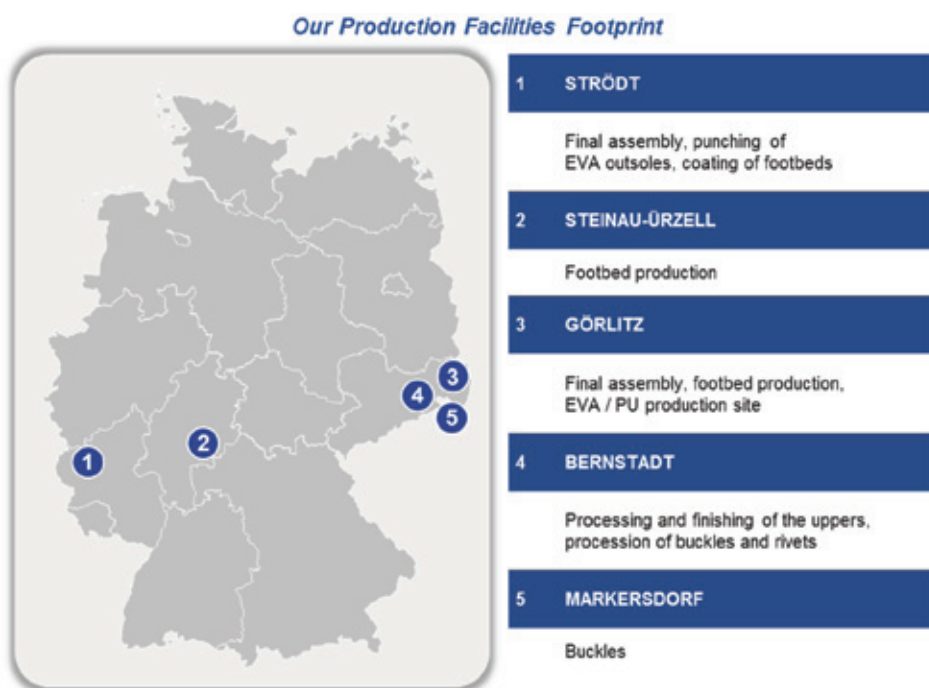 Our Production Facilities Footprint
1 STRÖDT
Final assembly, punching of
EVA outsoles, coating of footbeds
2 STEINAU-ÜRZELL
Footbed production
3 GÖRLITZ
Final assembly, footbed production,
EVA / PU production site
4 BERNSTADT
Processing and finishing of the uppers,
procession of buckles and rivets
5 MARKERSDORF
Buckles
3
4
5
2
1